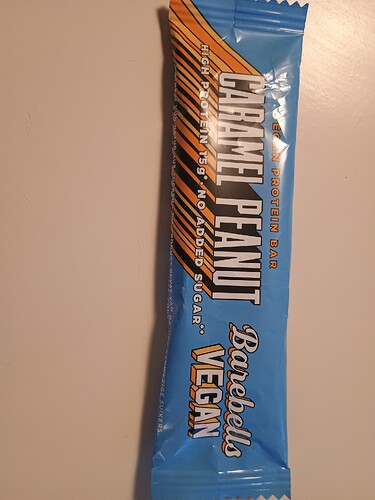 VEGAN PROTEIN BAR
CARAMEL PEANUT
HIGH PROTEIN 15g*·NO ADDED SUGAR**
Barebells
VEGAN